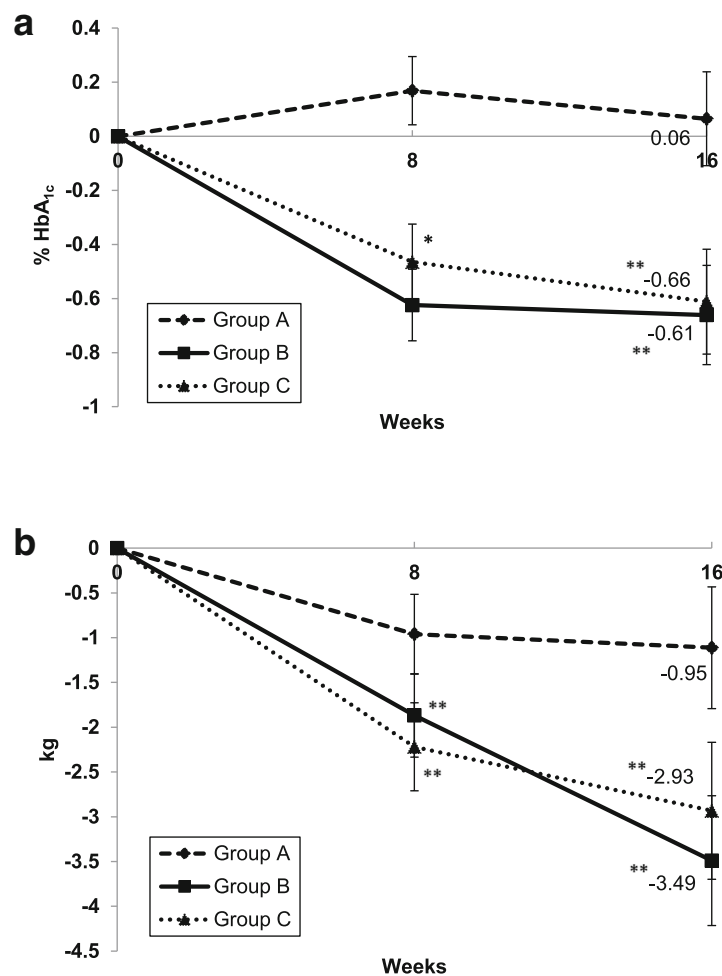 a
0.4
0.2
0
-0.2
-0.4
-0.6
-0.8
-1
% HbA1c
0
8
16
0.06
*
**
-0.66
-0.61
**
Group A
Group B
Group C
Weeks
b
0
-0.5
-1
-1.5
-2
-2.5
-3
-3.5
-4
-4.5
kg
0
8
16
-0.95
**
**
**-2.93
**-3.49
Group A
Group B
Group C
Weeks